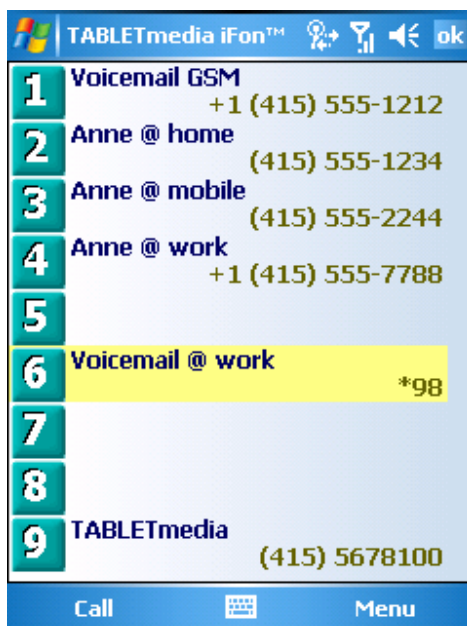 TABLETmedia iFon™ ok
1 Voicemail GSM
+1 (415) 555-1212
2 Anne @ home
(415) 555-1234
3 Anne @ mobile
(415) 555-2244
4 Anne @ work
+1 (415) 555-7788
5
6 Voicemail @ work
*98
7
8
9 TABLETmedia
(415) 5678100
Call Menu